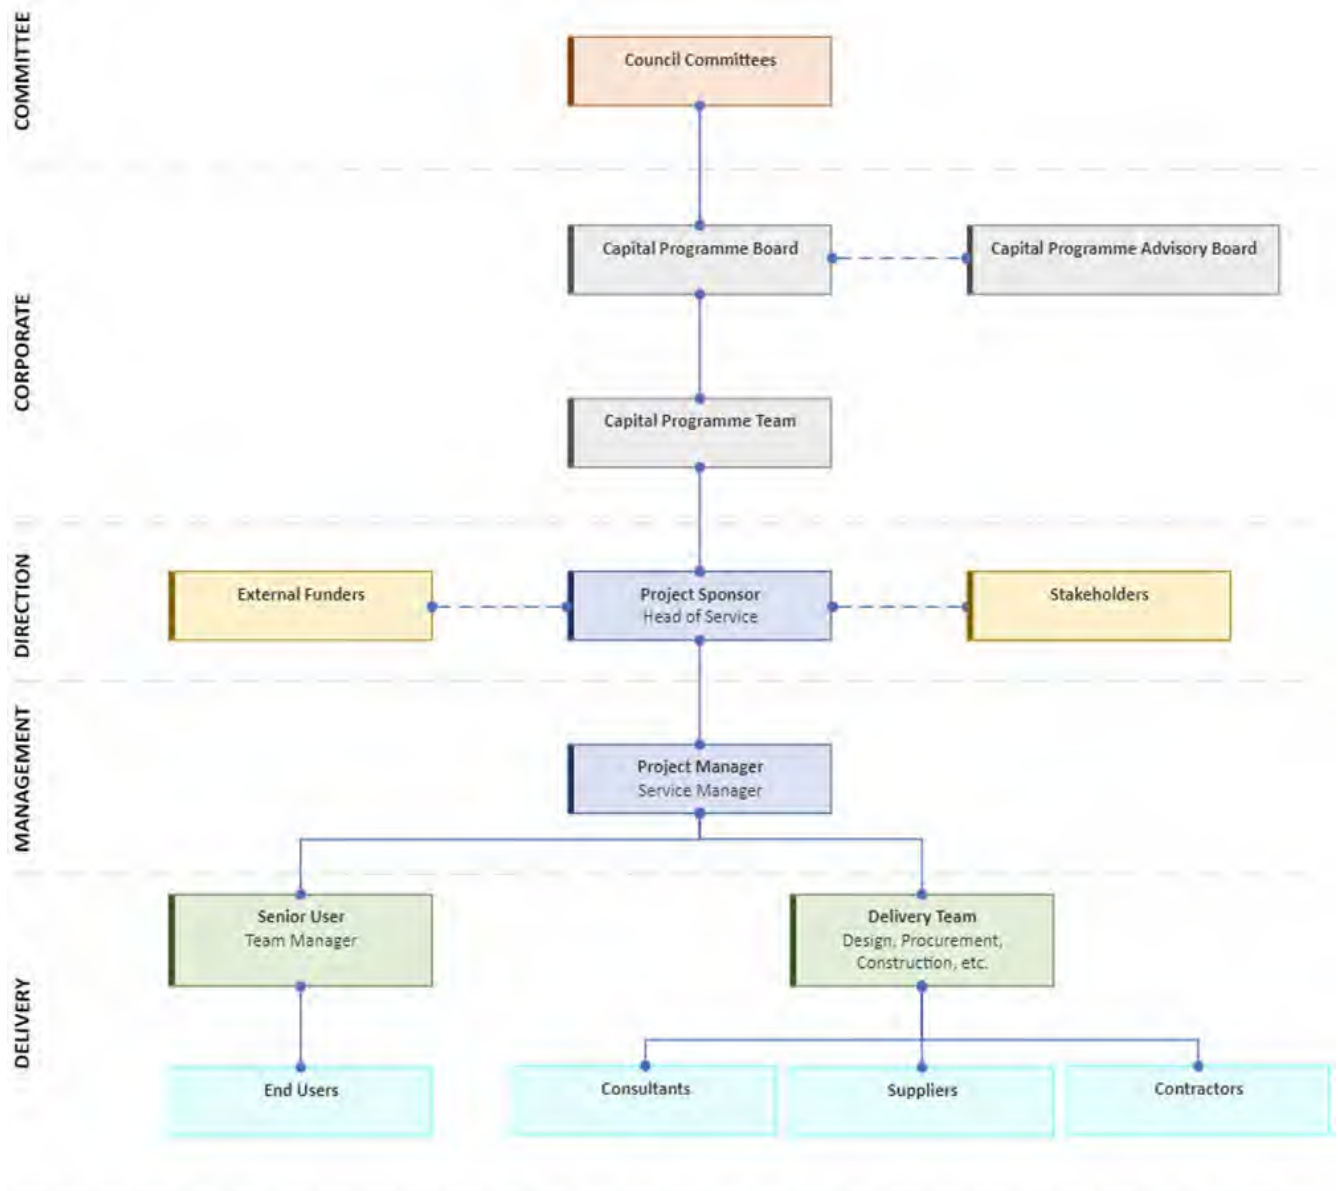 COMMITTEE
Council Committees
CORPORATE
Capital Programme Board
Capital Programme Advisory Board
Capital Programme Team
DIRECTION
External Funders
Project Sponsor
Head of Service
Stakeholders
MANAGEMENT
Project Manager
Service Manager
DELIVERY
Senior User
Team Manager
Delivery Team
Design, Procurement,
Construction, etc.
End Users
Consultants
Suppliers
Contractors